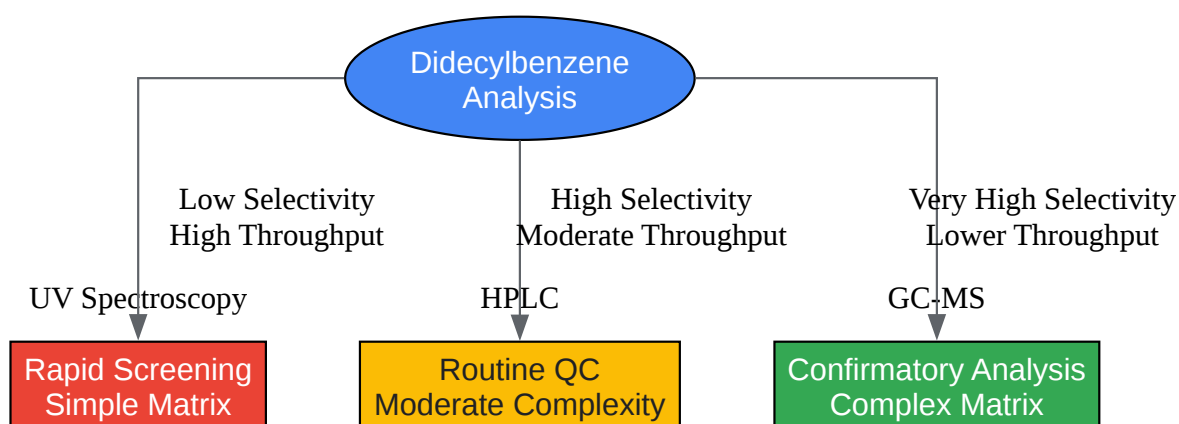 Didecylbenzene
Analysis
Low Selectivity
High Throughput
High Selectivity
Moderate Throughput
Very High Selectivity
Lower Throughput
UV Spectroscopy
HPLC
GC-MS
Rapid Screening
Simple Matrix
Routine QC
Moderate Complexity
Confirmatory Analysis
Complex Matrix